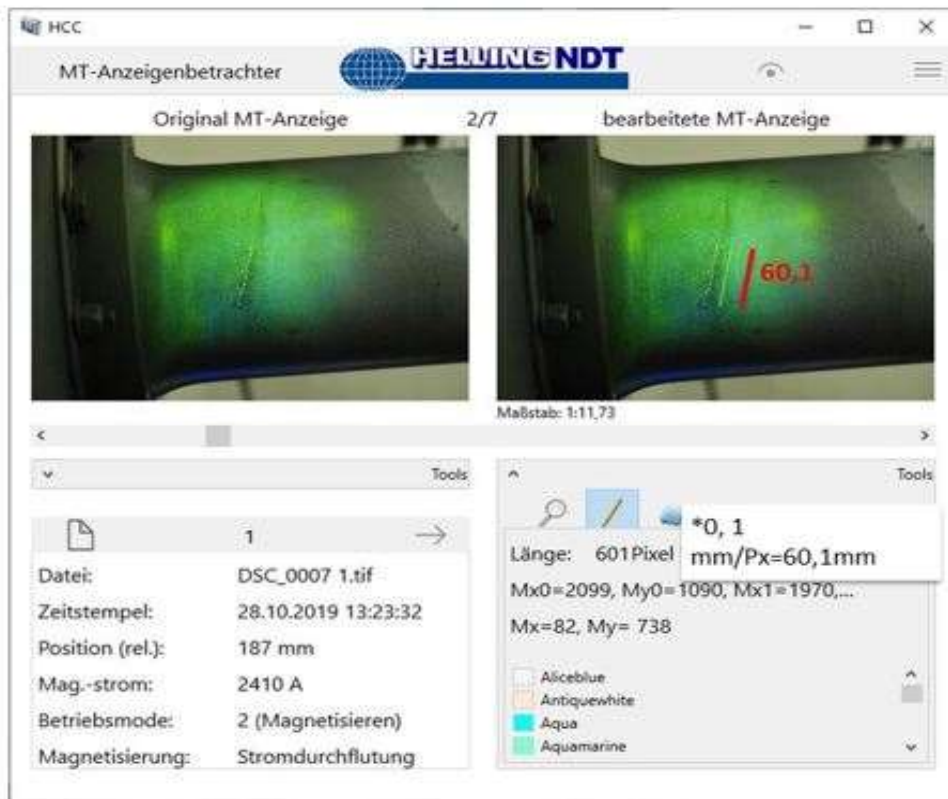 HCC
MT-Anzeigenbetrachter
HELLING NDT
Original MT-Anzeige 2/7 bearbeitete MT-Anzeige
60,1
Maßstab: 1:11,73
Tools
Tools
1
*0, 1
mm/Px=60,1mm
Länge: 601Pixel
Datei: DSC_0007 1.tif
Mx0=2099, My0=1090, Mx1=1970,...
Zeitstempel: 28.10.2019 13:23:32
Mx=82, My= 738
Position (rel.): 187 mm
Mag.-strom: 2410 A
Betriebsmode: 2 (Magnetisieren)
Magnetisierung: Stromdurchflutung
Aliceblue
Antiquewhite
Aqua
Aquamarine